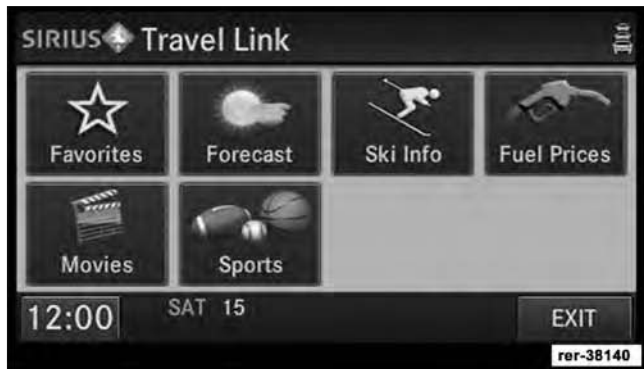 SIRIUS Travel Link
Favorites Forecast Ski Info Fuel Prices
Movies Sports
12:00 SAT 15 EXIT
rer-38140